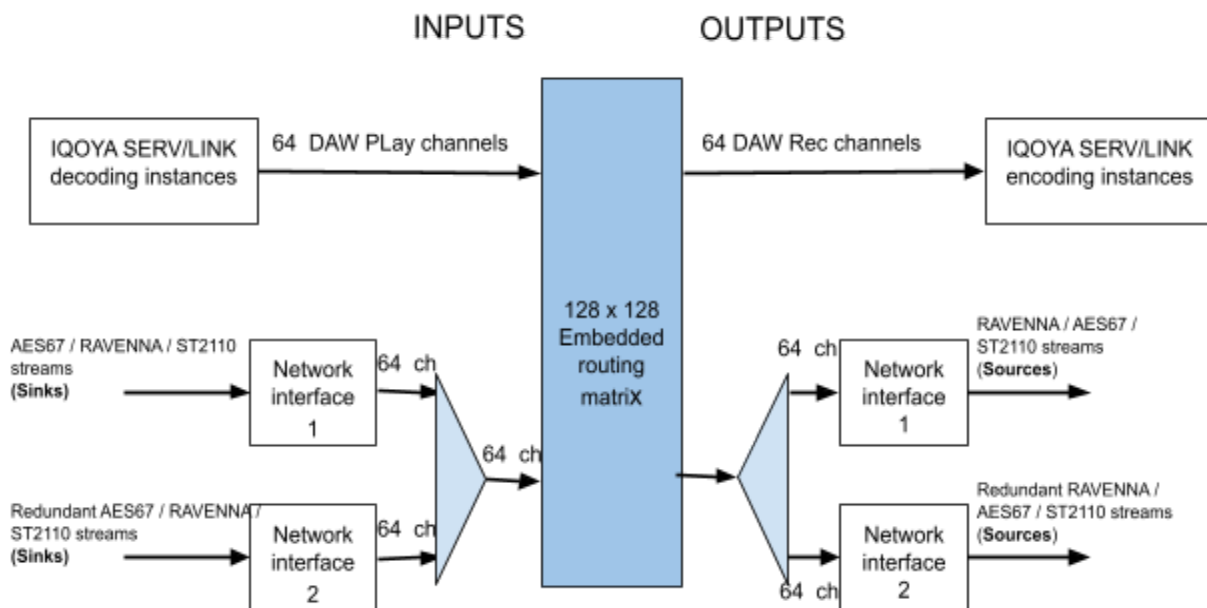 INPUTS
OUTPUTS
IQOYA SERV/LINK
decoding instances
64 DAW PLay channels
64 DAW Rec channels
IQOYA SERV/LINK
encoding instances
128 x 128
Embedded
routing
matriX
AES67 / RAVENNA / ST2110
streams
(Sinks)
Network
interface
1
64 ch
64 ch
Redundant AES67 / RAVENNA /
ST2110 streams
(Sinks)
Network
interface
2
64 ch
64 ch
Network
interface
1
RAVENNA / AES67 /
ST2110 streams
(Sources)
64 ch
Network
interface
2
Redundant RAVENNA /
AES67 / ST2110 streams
(Sources)